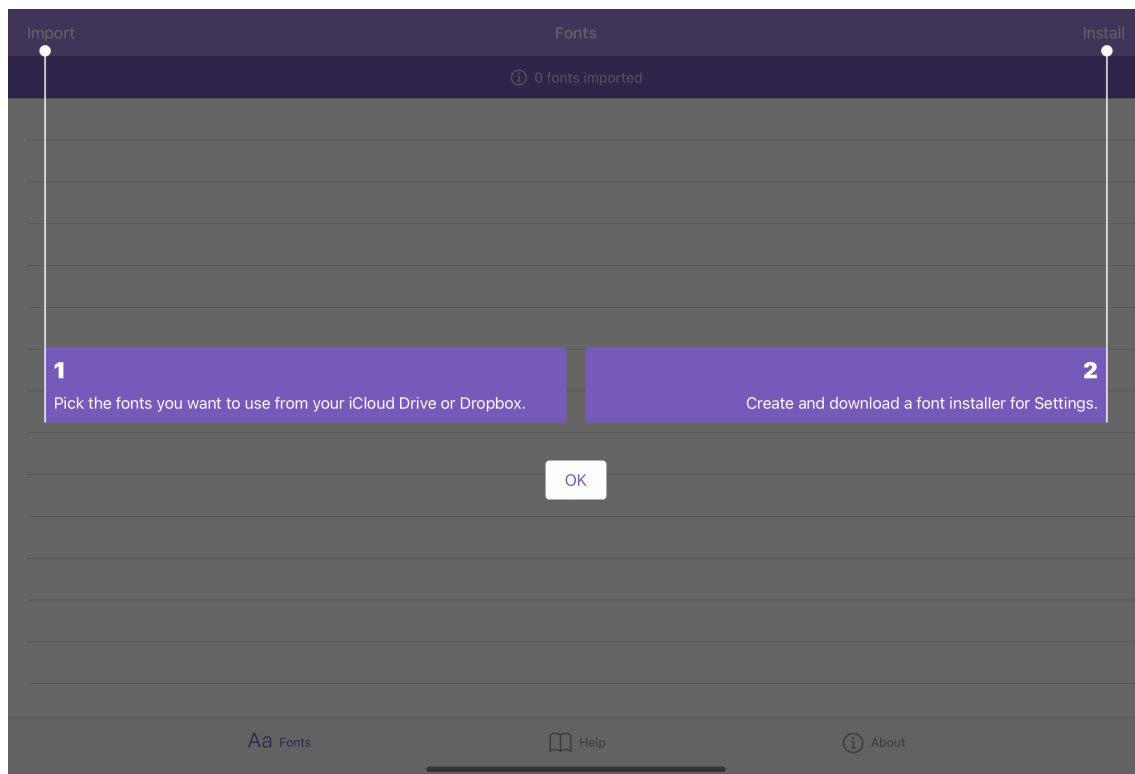 Import
Fonts
Install
0 fonts imported
1
Pick the fonts you want to use from your iCloud Drive or Dropbox.
2
Create and download a font installer for Settings.
OK
Aa Fonts
Help
About